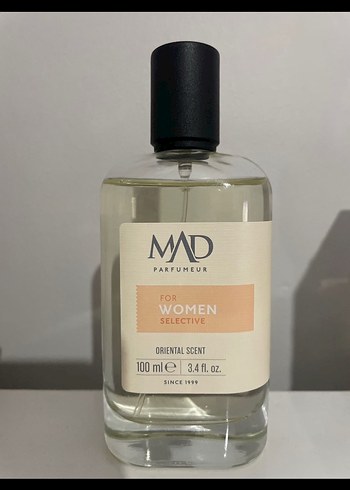 MAD
PARFUMEUR
FOR
WOMEN
SELECTIVE
ORIENTAL SCENT
100 ml ℮ 3.4 fl. oz.
SINCE 1999